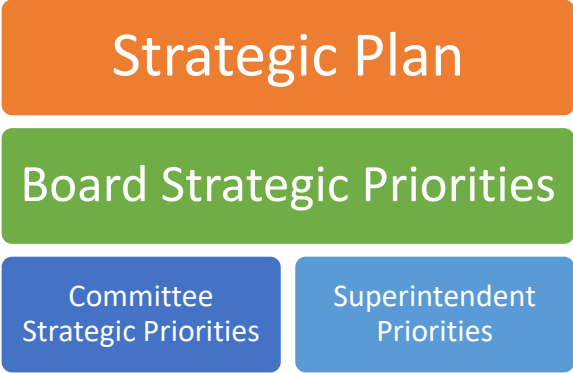 Strategic Plan
Board Strategic Priorities
Committee
Strategic Priorities
Superintendent
Priorities